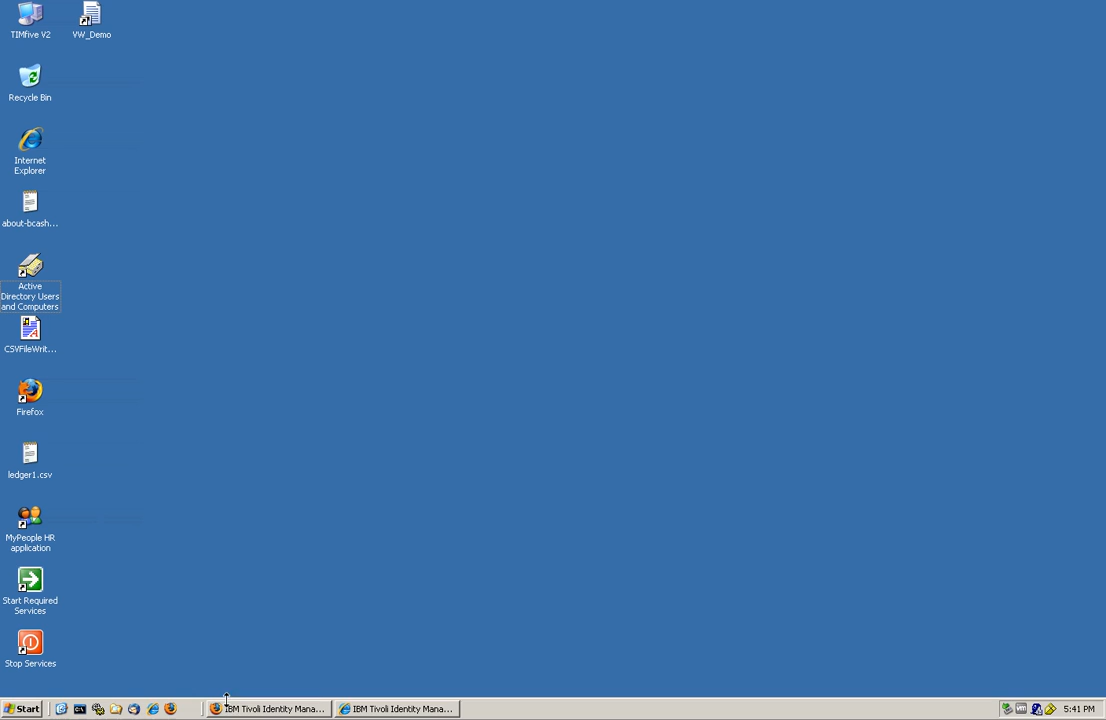 TIMfive V2
VW_Demo
Recycle Bin
Internet
Explorer
about-bcash...
Active
Directory Users
and Computers
CSVFileWrit...
Firefox
ledger1.csv
MyPeople HR
application
Start Required
Services
Stop Services
Start
IBM Tivoli Identity Mana...
IBM Tivoli Identity Mana...
5:41 PM